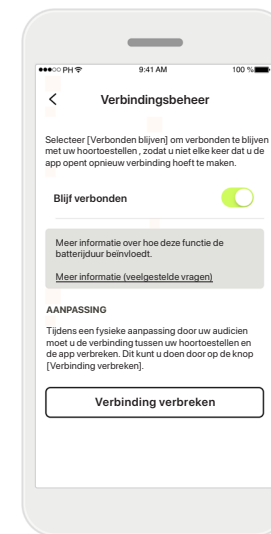 ●●●○○ PH 9:41 AM 100 %
Verbindingsbeheer
Selecteer [Verbonden blijven] om verbonden te blijven
met uw hoortoestellen , zodat u niet elke keer dat u de
app opent opnieuw verbinding hoeft te maken.
Blijf verbonden
Meer informatie over hoe deze functie de
batterijduur beïnvloedt.
Meer informatie (veelgestelde vragen)
AANPASSING
Tijdens een fysieke aanpassing door uw audicien
moet u de verbinding tussen uw hoortoestellen en
de app verbreken. Dit kunt u doen door op de knop
[Verbinding verbreken].
Verbinding verbreken